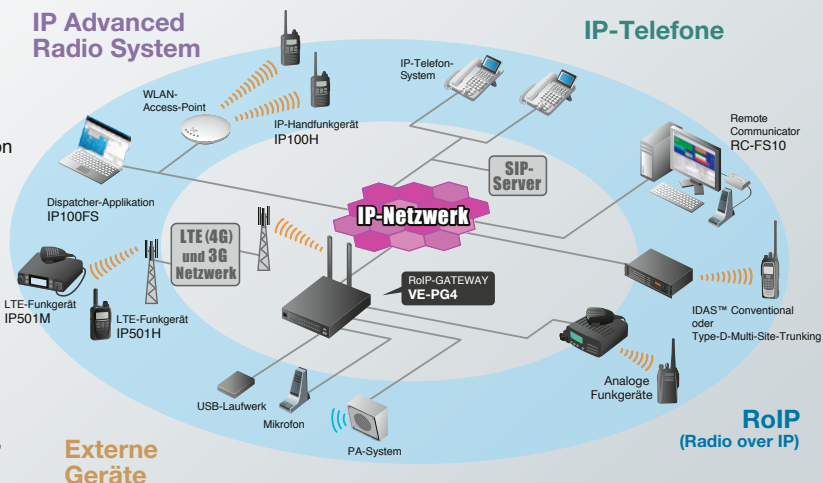 IP Advanced
Radio System
IP-Telefone
IP-Telefon-
System
WLAN-
Access-Point
IP-Handfunkgerät
IP100H
Remote
Communicator
RC-FS10
on
SIP-
Server
Dispatcher-Applikation
IP100FS
IP-Netzwerk
LTE (4G)
und 3G
Netzwerk
RoIP-GATEWAY
VE-PG4
LTE-Funkgerät
IP501M
LTE-Funkgerät
IP501H
IDAS™ Conventional
oder
Type-D-Multi-Site-Trunking
Analoge
Funkgeräte
USB-Laufwerk
Mikrofon
PA-System
RoIP
(Radio over IP)
Externe
Geräte